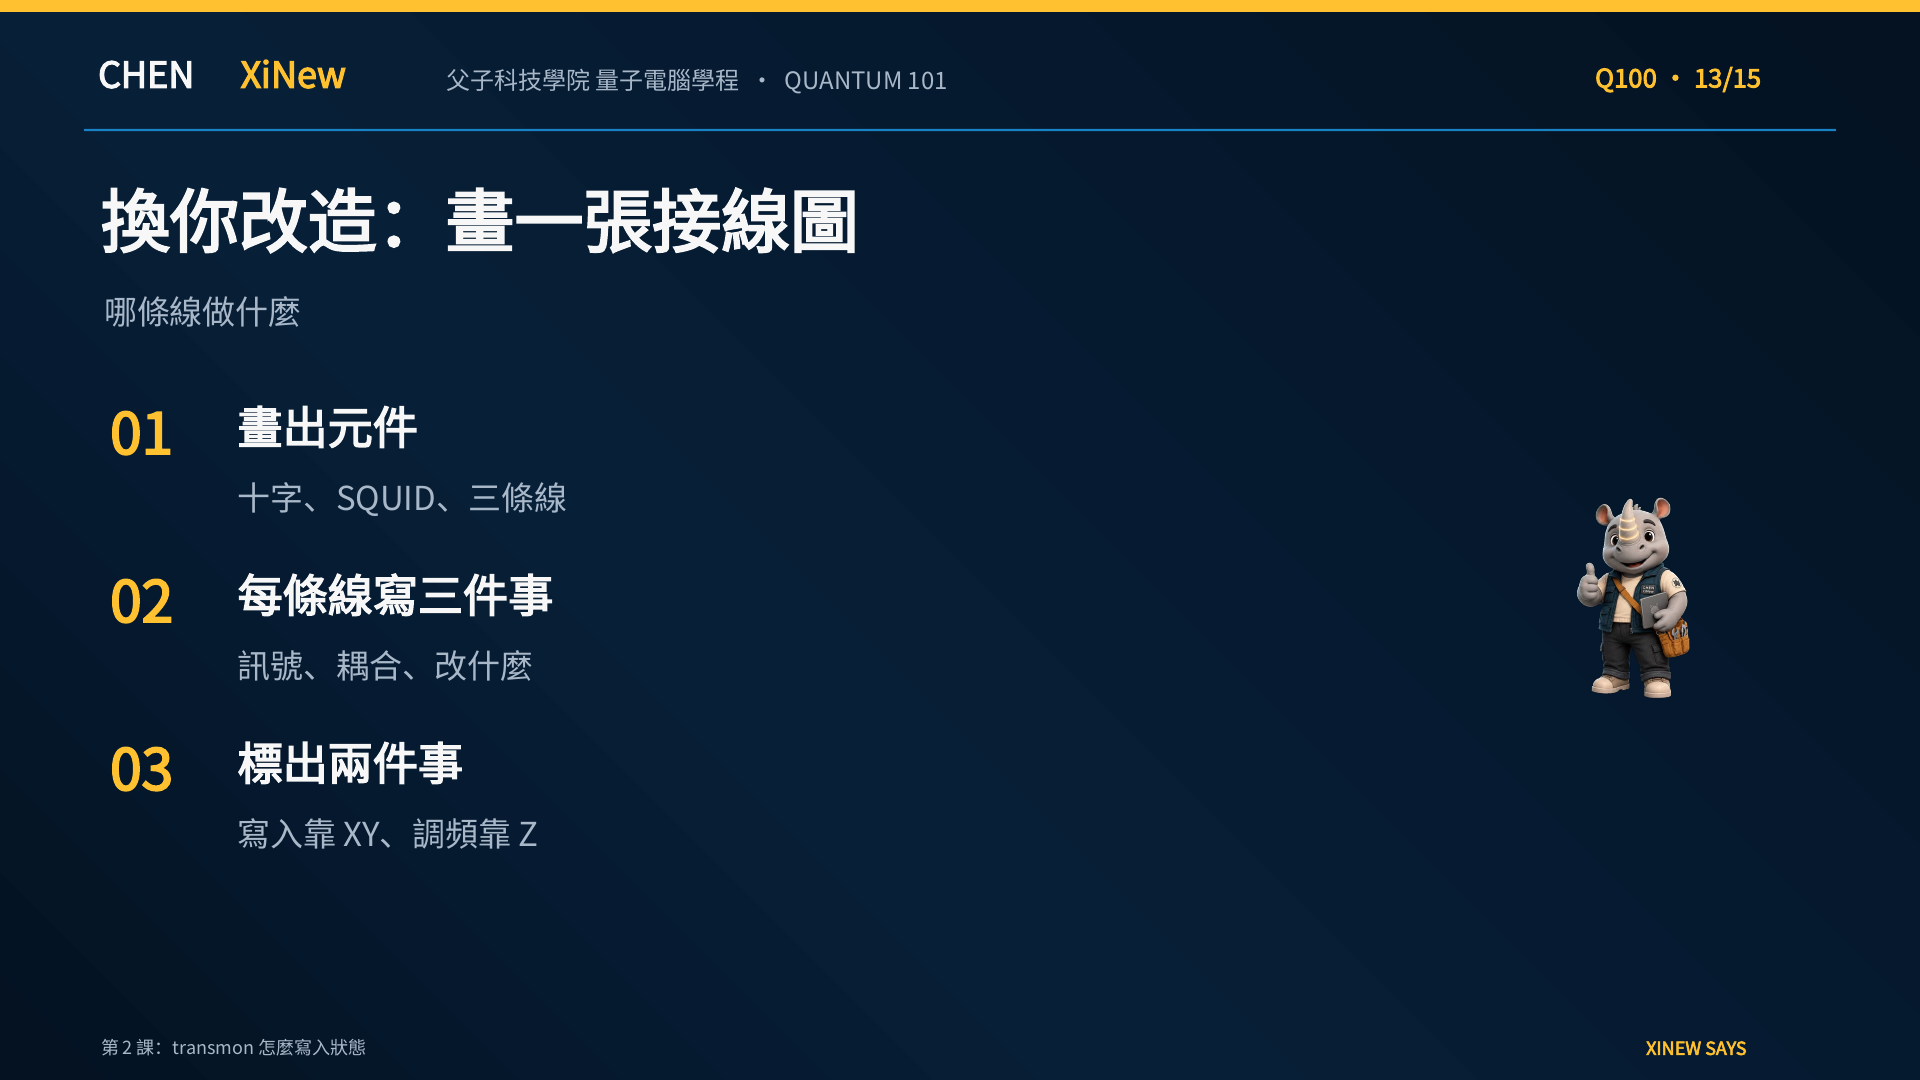 CHEN XiNew 父子科技學院 量子電腦學程 • QUANTUM 101 Q100 • 13/15
換你改造：畫一張接線圖
哪條線做什麼
01 畫出元件
十字、SQUID、三條線
02 每條線寫三件事
訊號、耦合、改什麼
03 標出兩件事
寫入靠 XY、調頻靠 Z
第 2 課：transmon 怎麼寫入狀態 XINEW SAYS